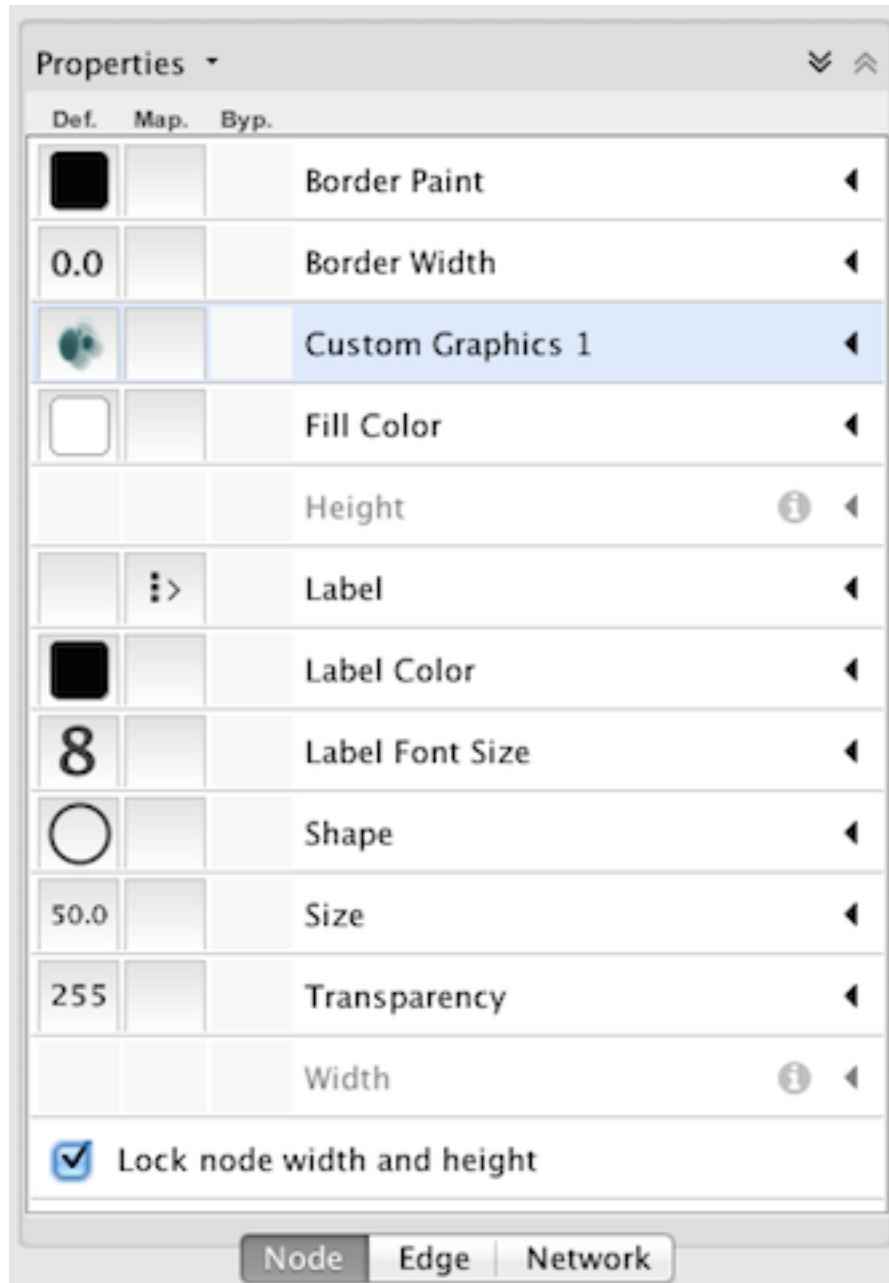 Properties
Def. Map. Byp.
Border Paint
0.0 Border Width
Custom Graphics 1
Fill Color
Height
Label
Label Color
8 Label Font Size
Shape
50.0 Size
255 Transparency
Width
Lock node width and height
Node Edge Network